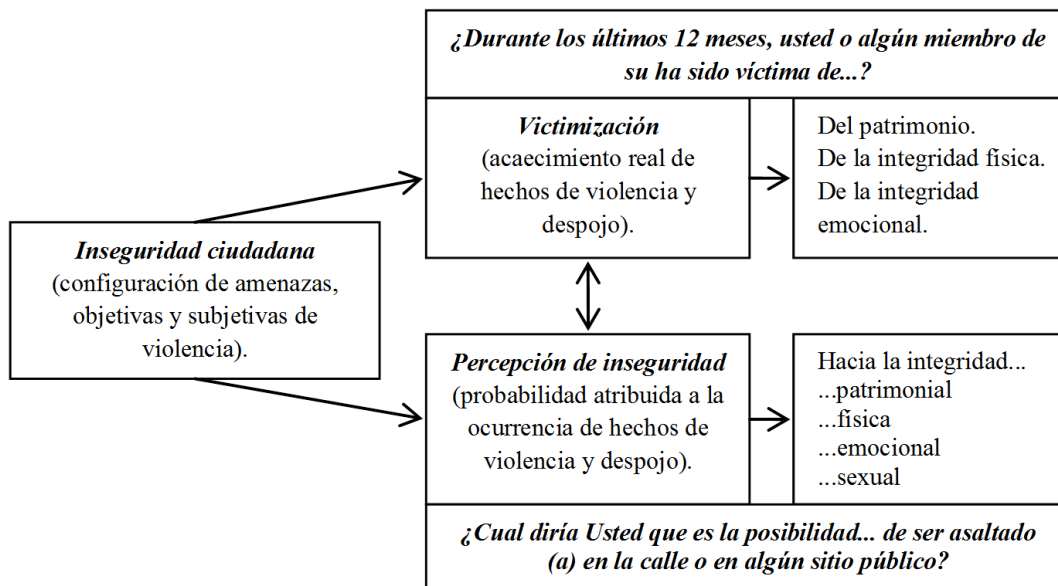 ¿Durante los últimos 12 meses, usted o algún miembro de
su ha sido víctima de...?
Victimización
(acaecimiento real de
hechos de violencia y
despojo).
Del patrimonio.
De la integridad física.
De la integridad
emocional.
Inseguridad ciudadana
(configuración de amenazas,
objetivas y subjetivas de
violencia).
Percepción de inseguridad
(probabilidad atribuida a la
ocurrencia de hechos de
violencia y despojo).
Hacia la integridad...
...patrimonial
...física
...emocional
...sexual
¿Cual diría Usted que es la posibilidad... de ser asaltado
(a) en la calle o en algún sitio público?